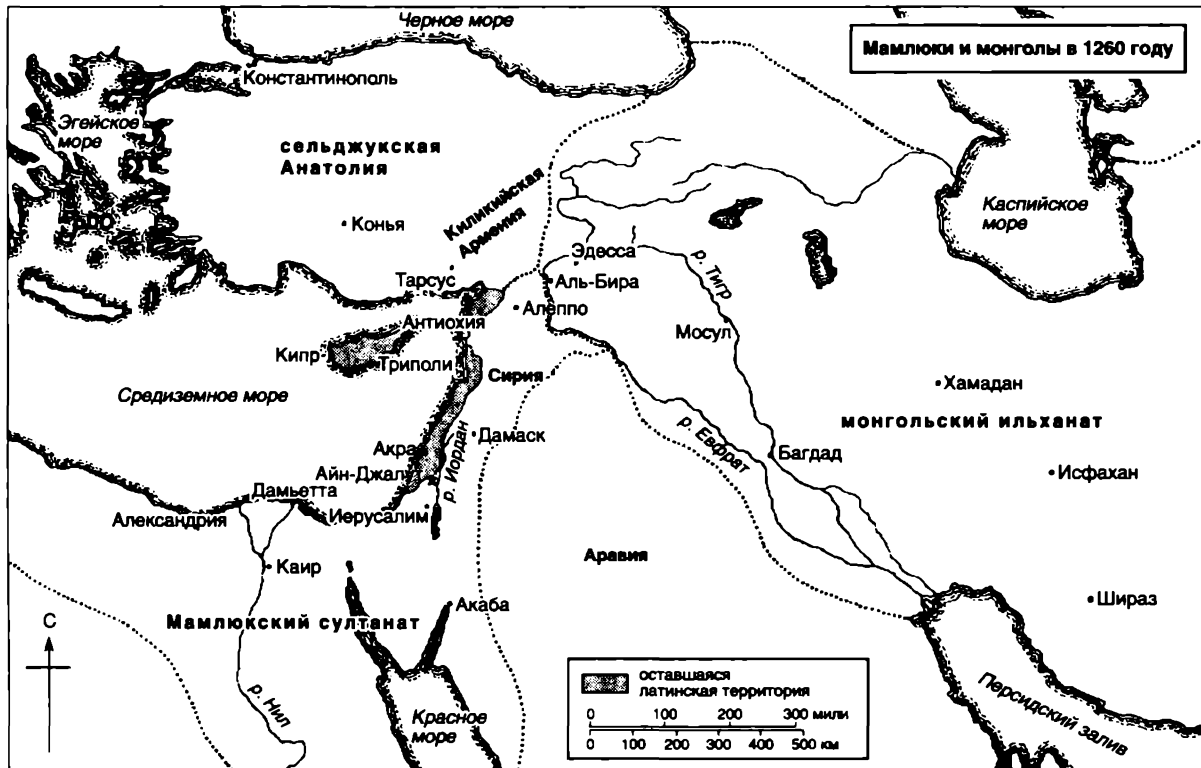 Черное море
Мамлюки и монголы в 1260 году
Константинополь
Эгейское
море
сельджукская
Анатолия
Киликийская
Армения
Каспийское
море
Конья
Эдесса
р. Тигр
Тарсус
Аль-Бира
Алеппо
Антиохия
Мосул
Кипр
Триполи
Сирия
Хамадан
Средиземное море
монгольский ильханат
р. Евфрат
Дамаск
Акра
р. Иордан
Багдад
Айн-Джалут
Исфахан
Дамьетта
Александрия
Иерусалим
Аравия
Каир
Акаба
Шираз
Мамлюкский султанат
С
оставшаяся
латинская территория
0 100 200 300 мили
0 100 200 300 400 500 км
р. Нил
Красное
море
Персидский залив